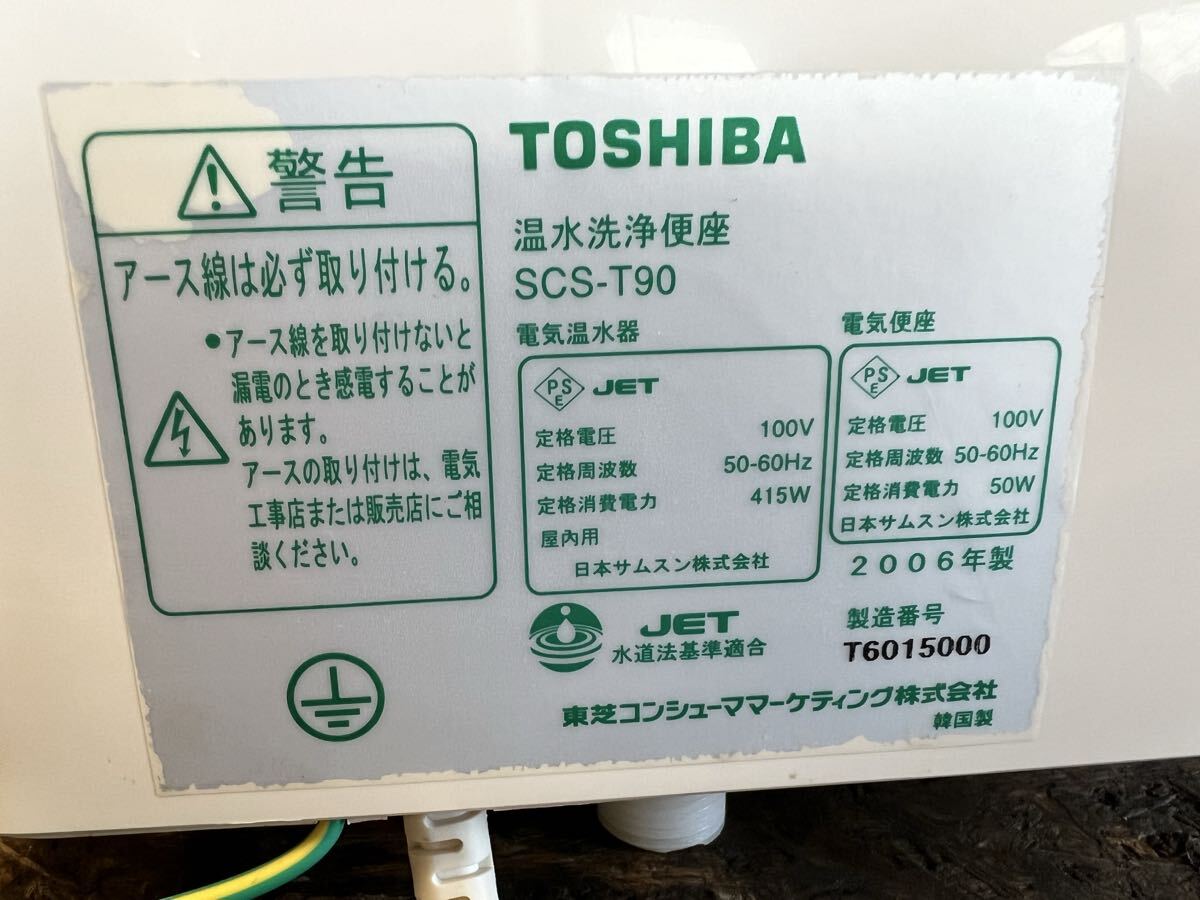 警告
アース線は必ず取り付ける。
●アース線を取り付けないと
漏電のとき感電することが
あります。
アースの取り付けは、電気
工事店または販売店にご相
談ください。
TOSHIBA
温水洗浄便座
SCS-T90
電気温水器
PSE JET
定格電圧 100V
定格周波数 50-60Hz
定格消費電力 415W
屋内用
日本サムスン株式会社
電気便座
PSE JET
定格電圧 100V
定格周波数 50-60Hz
定格消費電力 50W
日本サムスン株式会社
2006年製
JET
水道法基準適合
製造番号
T6015000
東芝コンシューママーケティング株式会社
韓国製